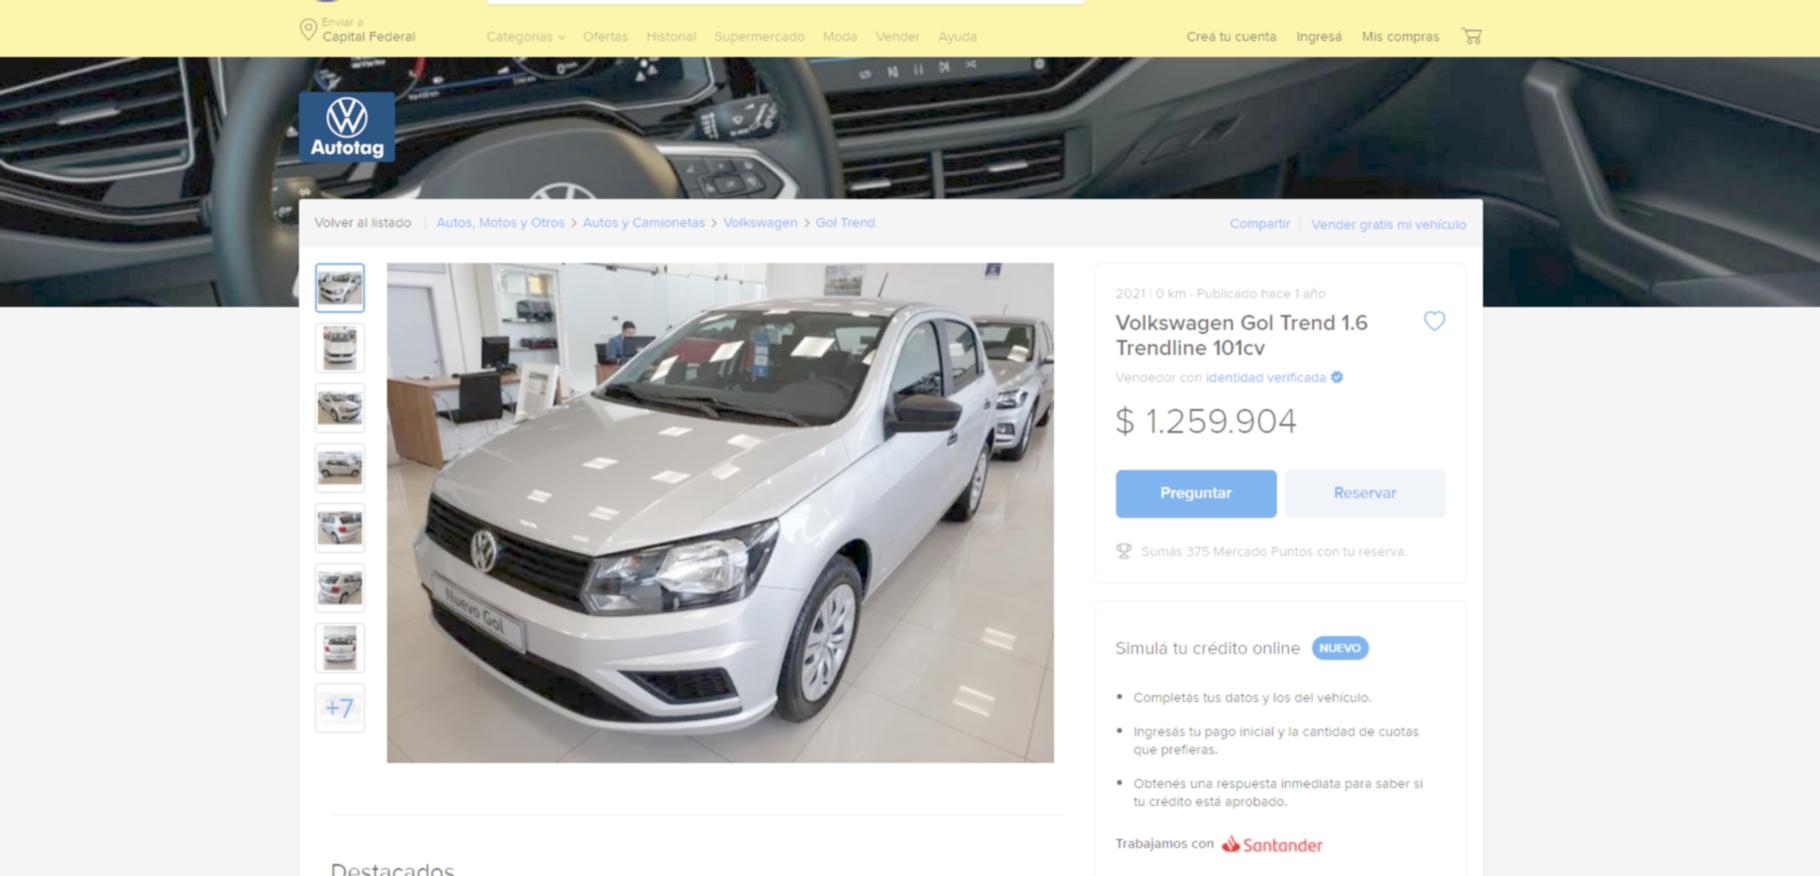 Enviar a
Capital Federal
Categorías
Ofertas
Historial
Supermercado
Moda
Vender
Ayuda
Creá tu cuenta
Ingresá
Mis compras
Autotag
Volver al listado | Autos, Motos y Otros > Autos y Camionetas > Volkswagen > Gol Trend
Compartir | Vender gratis mi vehículo
+7
Nuevo Gol
2021 | 0 km · Publicado hace 1 año
Volkswagen Gol Trend 1.6
Trendline 101cv
Vendedor con identidad verificada
$ 1.259.904
Preguntar
Reservar
Sumás 375 Mercado Puntos con tu reserva.
Simulá tu crédito online NUEVO
• Completás tus datos y los del vehículo.
• Ingresás tu pago inicial y la cantidad de cuotas
que prefieras.
• Obtenés una respuesta inmediata para saber si
tu crédito está aprobado.
Trabajamos con Santander
Destacados